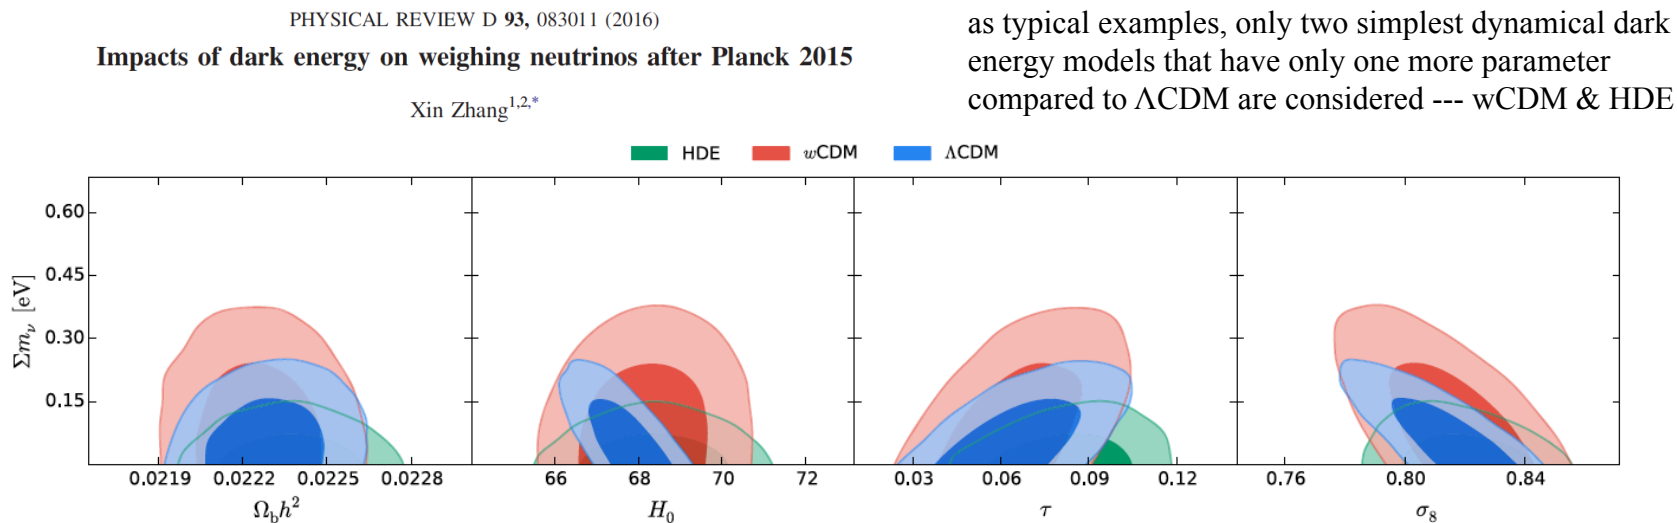 PHYSICAL REVIEW D 93, 083011 (2016)
Impacts of dark energy on weighing neutrinos after Planck 2015
Xin Zhang1,2,*
as typical examples, only two simplest dynamical dark
energy models that have only one more parameter
compared to ΛCDM are considered --- wCDM & HDE
HDE wCDM ΛCDM
0.60
0.45
0.30
0.15
Σmν [eV]
0.0219 0.0222 0.0225 0.0228 66 68 70 72 0.03 0.06 0.09 0.12 0.76 0.80 0.84
Ωbh² H0 τ σ8